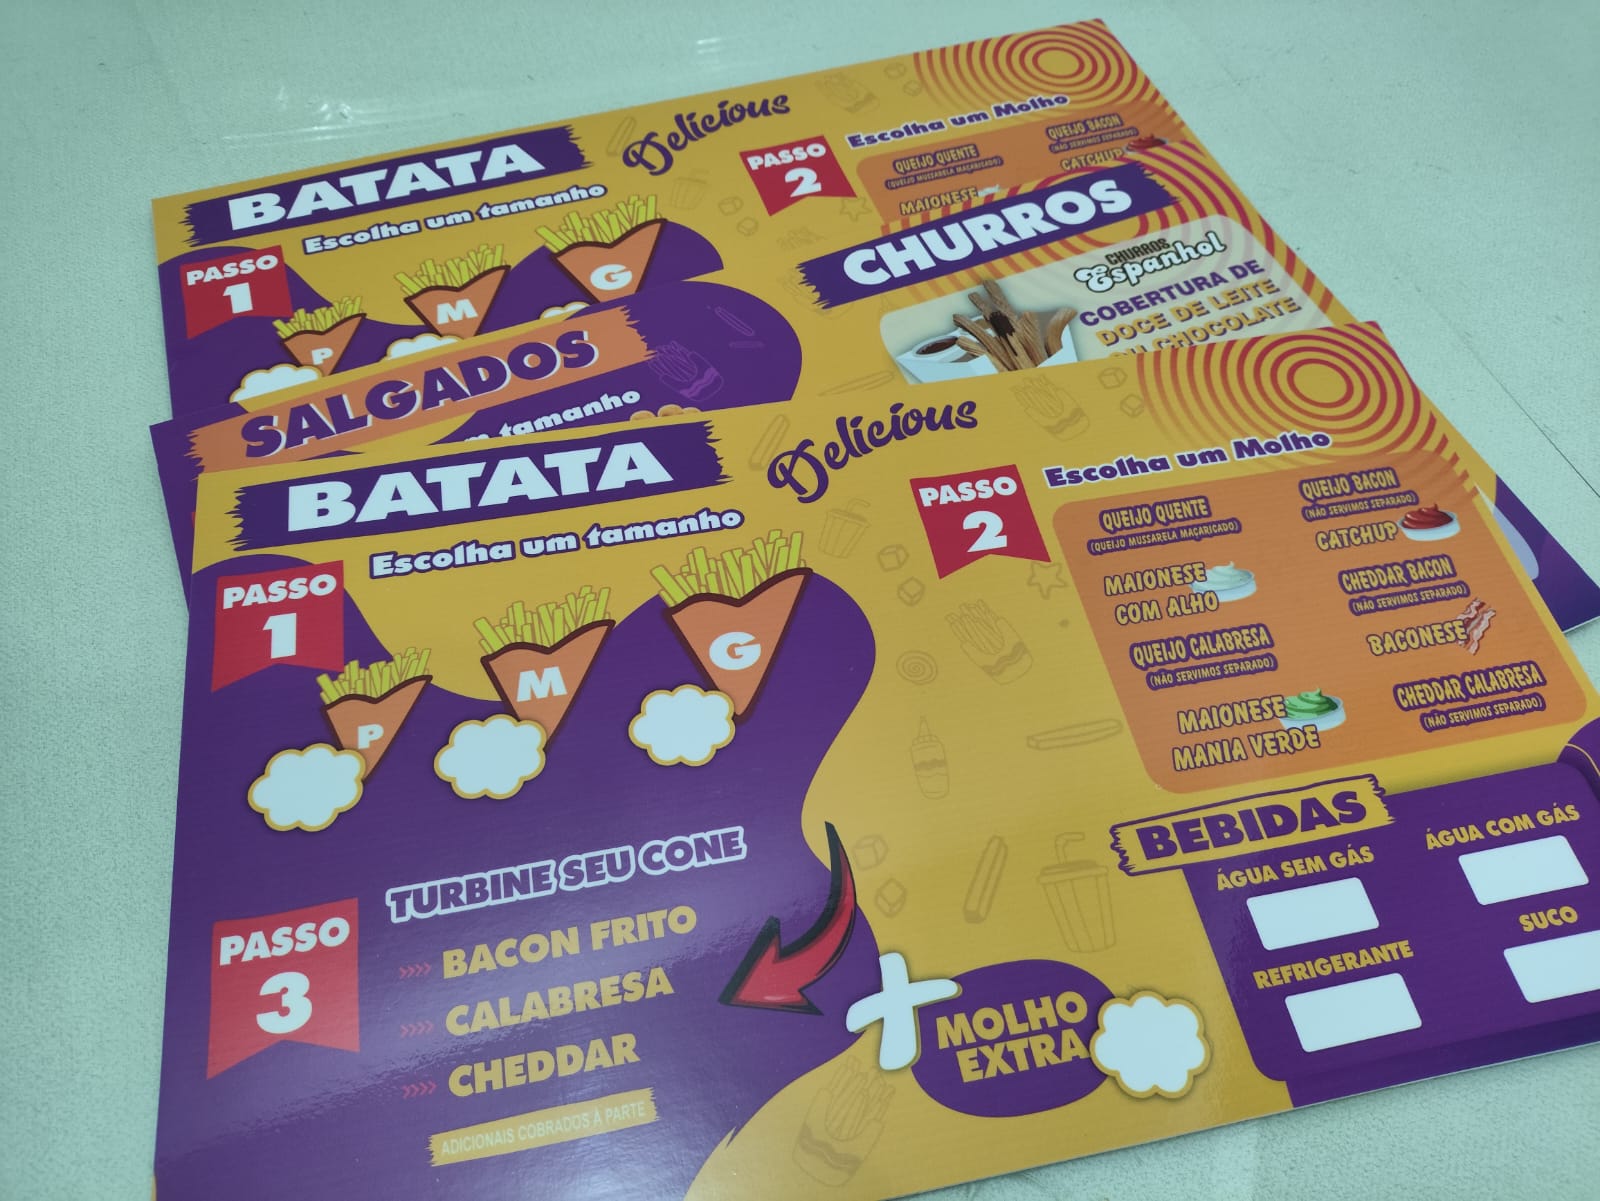 BATATA
Delicious
Escolha um tamanho
PASSO
1
P
M
G
PASSO
2
Escolha um Molho
QUEIJO QUENTE
(QUEIJO MUSSARELA MAÇARICADO)
MAIONESE
QUEIJO BACON
(NÃO SERVIMOS SEPARADO)
CATCHUP
CHURROS
CHURROS
Espanhol
COBERTURA DE
DOCE DE LEITE
OU CHOCOLATE
SALGADOS
tamanho
BATATA
Delicious
Escolha um tamanho
PASSO
1
P
M
G
PASSO
2
Escolha um Molho
QUEIJO QUENTE
(QUEIJO MUSSARELA MAÇARICADO)
MAIONESE
COM ALHO
QUEIJO CALABRESA
(NÃO SERVIMOS SEPARADO)
MAIONESE
MANIA VERDE
QUEIJO BACON
(NÃO SERVIMOS SEPARADO)
CATCHUP
CHEDDAR BACON
(NÃO SERVIMOS SEPARADO)
BACONESE
CHEDDAR CALABRESA
(NÃO SERVIMOS SEPARADO)
PASSO
3
TURBINE SEU CONE
»»» BACON FRITO
»»» CALABRESA
»»» CHEDDAR
ADICIONAIS COBRADOS À PARTE
+
MOLHO
EXTRA
BEBIDAS
ÁGUA SEM GÁS
ÁGUA COM GÁS
REFRIGERANTE
SUCO